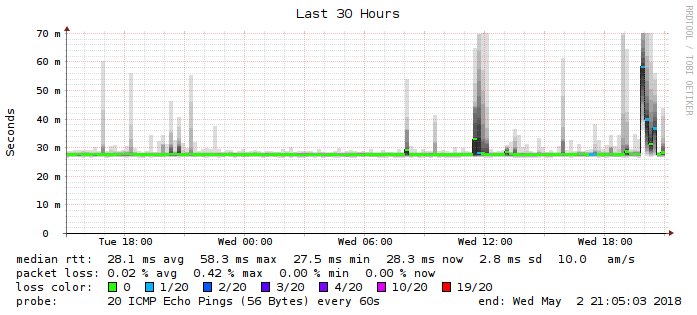 Last 30 Hours
RRDTOOL / TOBI OETIKER
Seconds
70 m
60 m
50 m
40 m
30 m
20 m
10 m
0
Tue 18:00 Wed 00:00 Wed 06:00 Wed 12:00 Wed 18:00
median rtt: 28.1 ms avg 58.3 ms max 27.5 ms min 28.3 ms now 2.8 ms sd 10.0 am/s
packet loss: 0.02 % avg 0.42 % max 0.00 % min 0.00 % now
loss color: 0 1/20 2/20 3/20 4/20 10/20 19/20
probe: 20 ICMP Echo Pings (56 Bytes) every 60s end: Wed May 2 21:05:03 2018